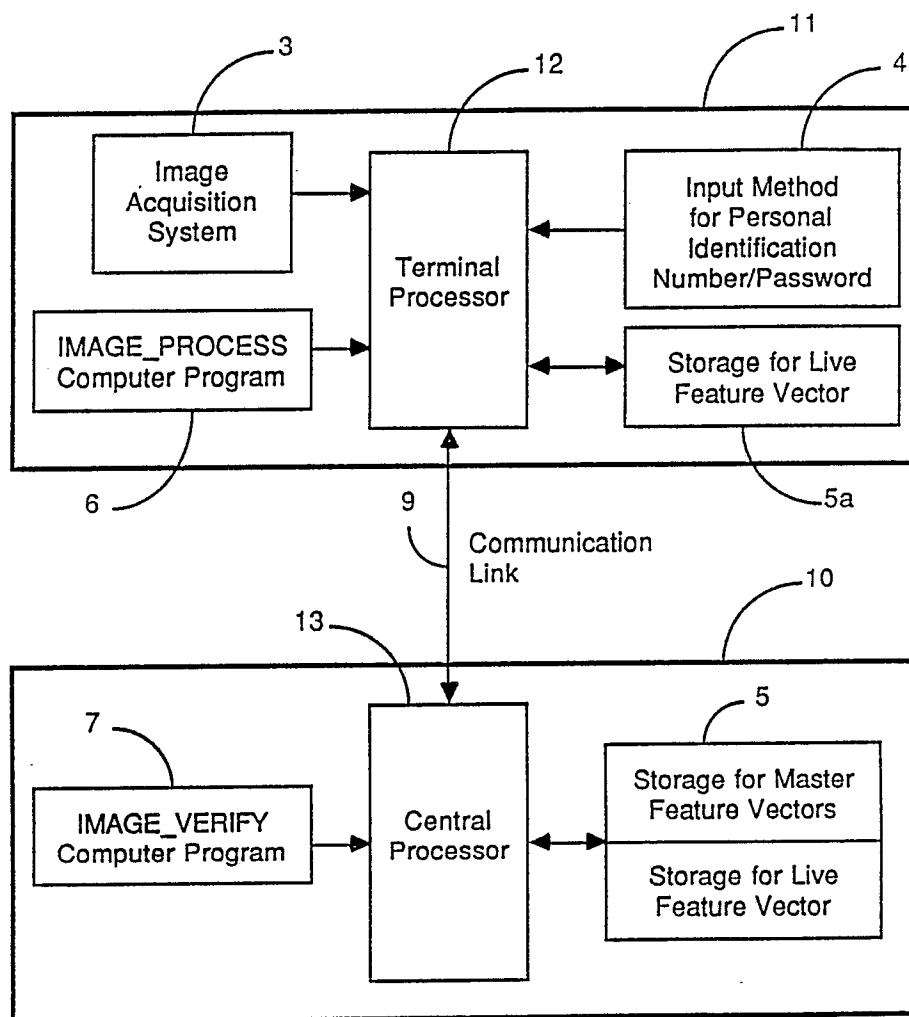 3
12
11
4
Image
Acquisition
System
Terminal
Processor
Input Method
for Personal
Identification
Number/Password
IMAGE_PROCESS
Computer Program
Storage for Live
Feature Vector
6
9
5a
Communication
Link
13
10
7
5
IMAGE_VERIFY
Computer Program
Central
Processor
Storage for Master
Feature Vectors
Storage for Live
Feature Vector